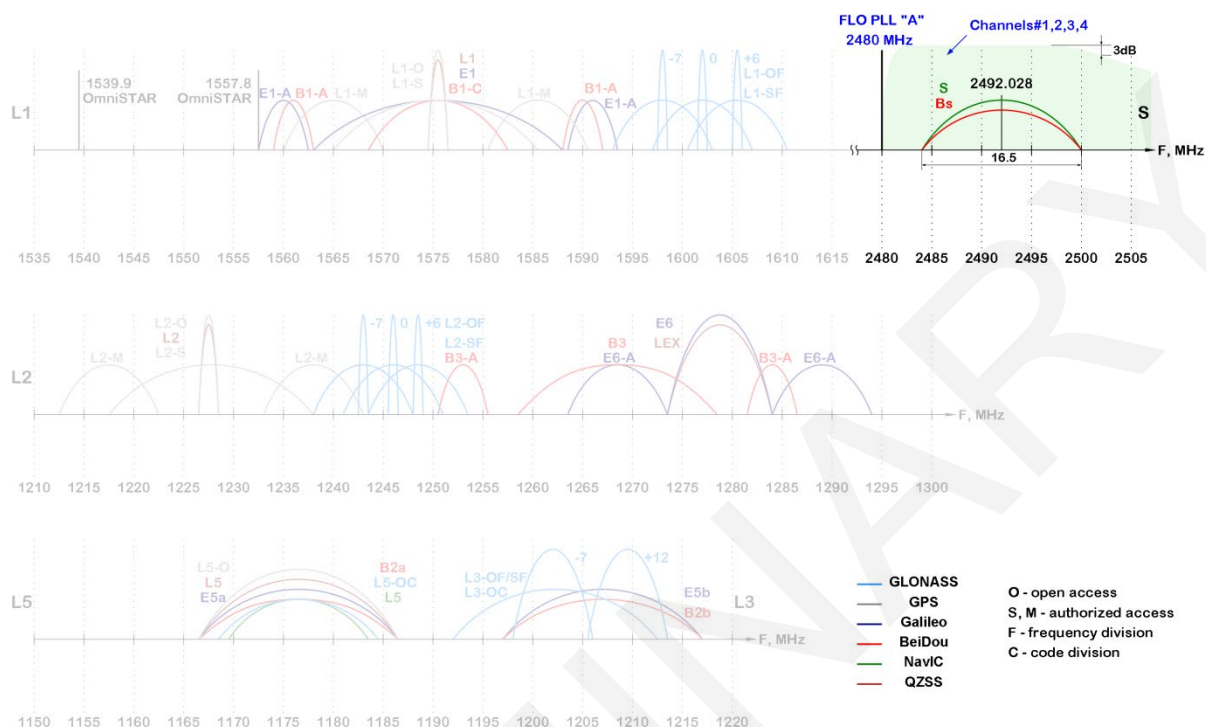 FLO PLL "A"
2480 MHz
Channels#1,2,3,4
3dB
1539.9
OmniSTAR
1557.8
OmniSTAR
E1-A
B1-A
L1-M
L1-O
L1-S
L1
E1
B1-C
L1-M
B1-A
E1-A
-7
0
+6
L1-OF
L1-SF
S
Bs
2492.028
S
L1
16.5
F, MHz
1535 1540 1545 1550 1555 1560 1565 1570 1575 1580 1585 1590 1595 1600 1605 1610 1615 2480 2485 2490 2495 2500 2505
L2-M
L2-O
L2
L2-S
L2-M
-7
0
+6 L2-OF
L2-SF
B3-A
B3
E6-A
E6
LEX
B3-A
E6-A
L2
F, MHz
1210 1215 1220 1225 1230 1235 1240 1245 1250 1255 1260 1265 1270 1275 1280 1285 1290 1295 1300
L5-O
L5
E5a
B2a
L5-OC
L5
L3-OF/SF
L3-OC
-7
+12
E5b
B2b
L5
L3
F, MHz
1150 1155 1160 1165 1170 1175 1180 1185 1190 1195 1200 1205 1210 1215 1220
GLONASS
GPS
Galileo
BeiDou
NavIC
QZSS
O - open access
S, M - authorized access
F - frequency division
C - code division